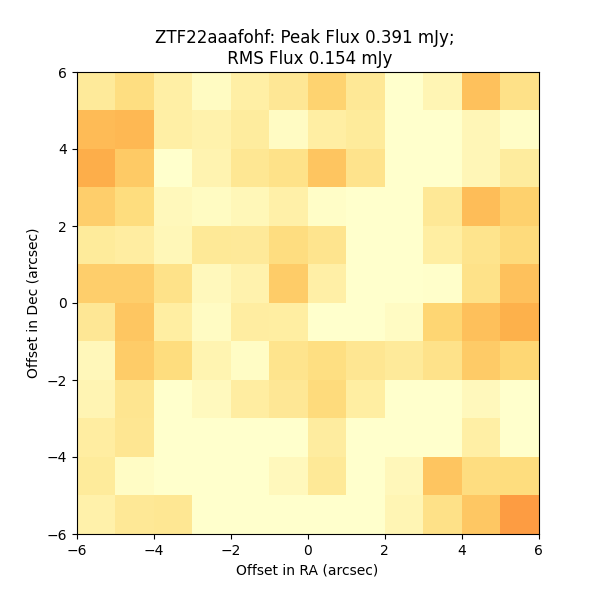 ZTF22aaafohf: Peak Flux 0.391 mJy;
RMS Flux 0.154 mJy
6
4
2
0
−2
−4
−6
Offset in Dec (arcsec)
−6 −4 −2 0 2 4 6
Offset in RA (arcsec)